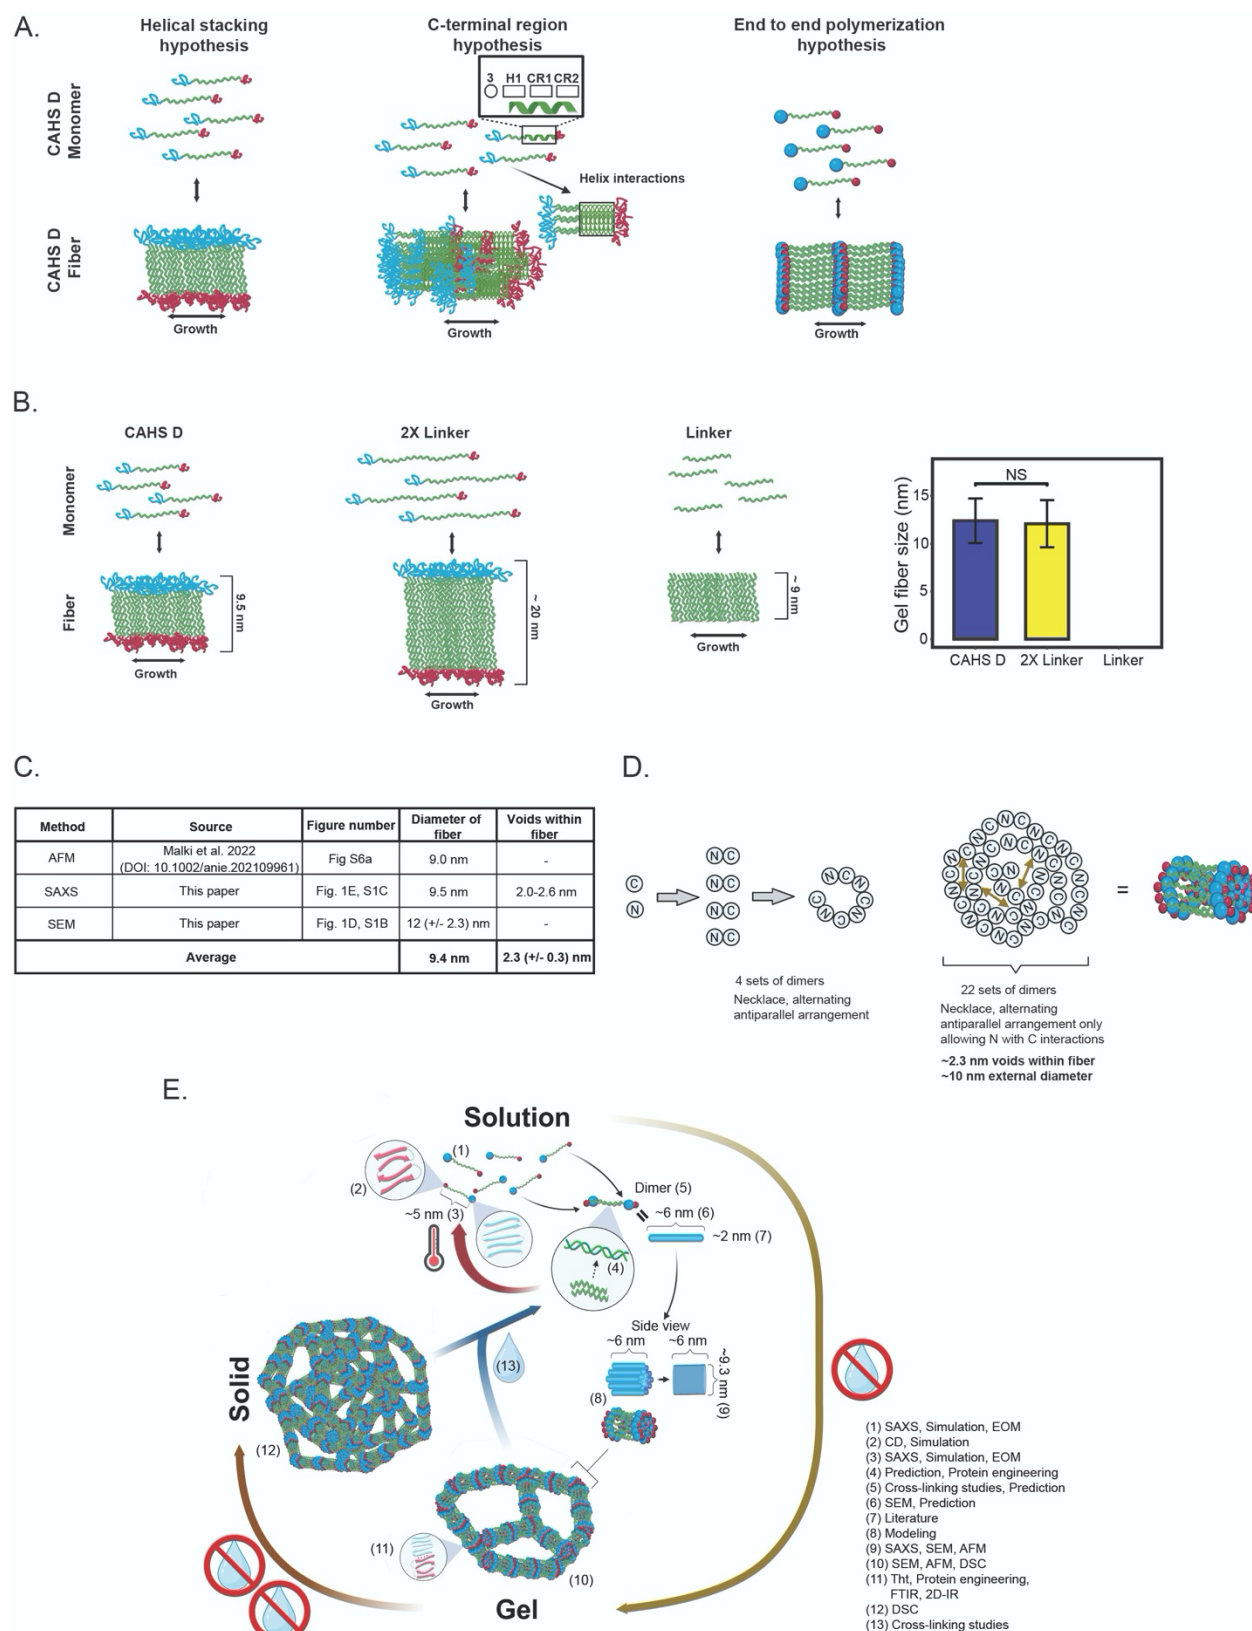 A.
Helical stacking
hypothesis
C-terminal region
hypothesis
End to end polymerization
hypothesis
CAHS D
Monomer
3 H1 CR1 CR2
Helix interactions
CAHS D
Fiber
Growth
Growth
Growth
B.
CAHS D
2X Linker
Linker
Monomer
Fiber
9.5 nm
~ 20 nm
~ 9 nm
Growth
Growth
Growth
Gel fiber size (nm)
NS
15
10
5
0
CAHS D 2X Linker Linker
C.
Method Source Figure number Diameter of fiber Voids within fiber
AFM Malki et al. 2022 (DOI: 10.1002/anie.202109961) Fig S6a 9.0 nm -
SAXS This paper Fig. 1E, S1C 9.5 nm 2.0-2.6 nm
SEM This paper Fig. 1D, S1B 12 (+/- 2.3) nm -
Average 9.4 nm 2.3 (+/- 0.3) nm
D.
C
N
N C
N C
N C
N C
=
4 sets of dimers
Necklace, alternating
antiparallel arrangement
22 sets of dimers
Necklace, alternating
antiparallel arrangement only
allowing N with C interactions
~2.3 nm voids within fiber
~10 nm external diameter
E.
Solution
(1)
(2)
~5 nm (3)
Dimer (5)
=
~6 nm (6)
~2 nm (7)
(4)
Side view
~6 nm ~6 nm
~9.3 nm (9)
(8)
(13)
Solid
(12)
(11)
(10)
Gel
(1) SAXS, Simulation, EOM
(2) CD, Simulation
(3) SAXS, Simulation, EOM
(4) Prediction, Protein engineering
(5) Cross-linking studies, Prediction
(6) SEM, Prediction
(7) Literature
(8) Modeling
(9) SAXS, SEM, AFM
(10) SEM, AFM, DSC
(11) Tht, Protein engineering,
FTIR, 2D-IR
(12) DSC
(13) Cross-linking studies